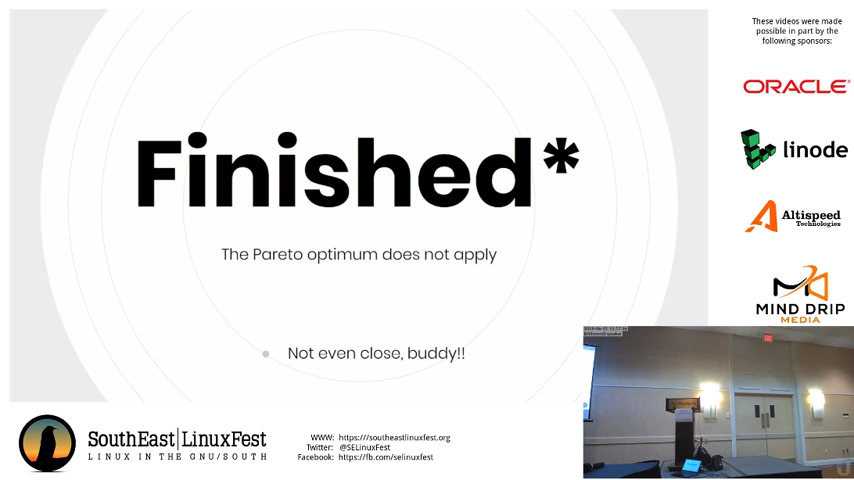 These videos were made
possible in part by the
following sponsors:
ORACLE
linode
Altispeed
Technologies
MIND DRIP
MEDIA
Finished*
The Pareto optimum does not apply
Not even close, buddy!!
SouthEast|LinuxFest
LINUX IN THE GNU/SOUTH
WWW: https:///southeastlinuxfest.org
Twitter: @SELinuxFest
Facebook: https://fb.com/selinuxfest